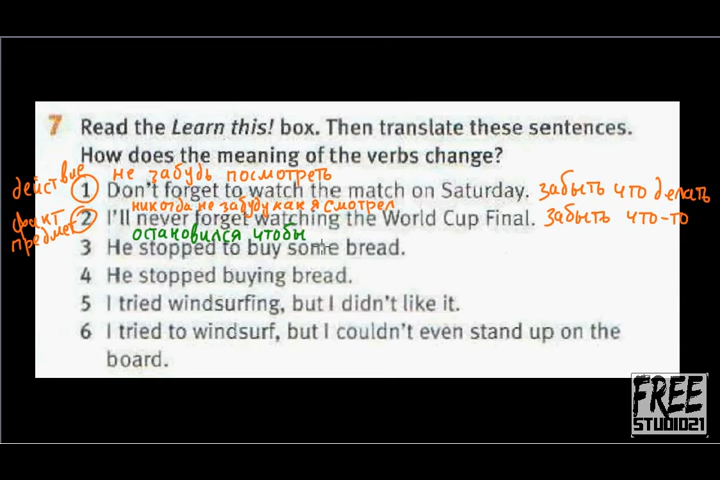 7 Read the Learn this! box. Then translate these sentences.
How does the meaning of the verbs change?
действие не забудь посмотреть
1 Don't forget to watch the match on Saturday. забыть что делать
факт никогда не забуду как я смотрел
предмет 2 I'll never forget watching the World Cup Final. забыть что-то
остановился чтобы
3 He stopped to buy some bread.
4 He stopped buying bread.
5 I tried windsurfing, but I didn't like it.
6 I tried to windsurf, but I couldn't even stand up on the
board.
FREE
STUDIO21